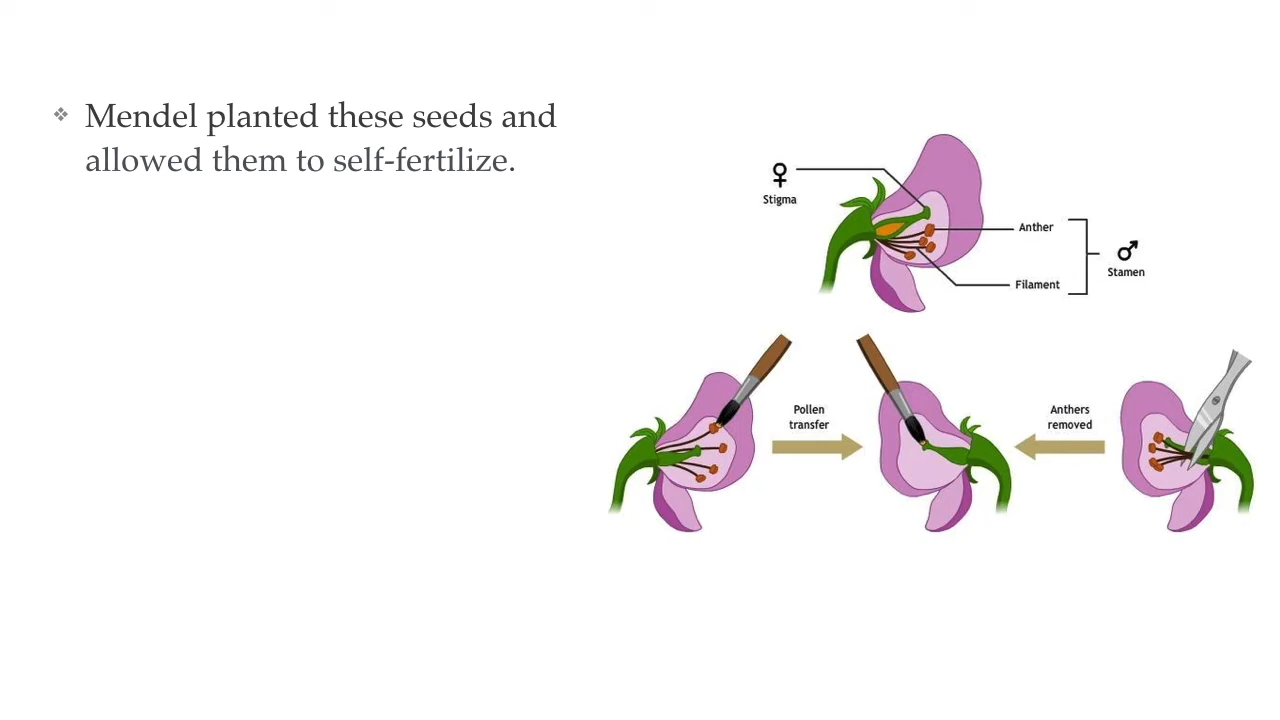 ❖ Mendel planted these seeds and
allowed them to self-fertilize.
Stigma
Anther
Filament
Stamen
Pollen
transfer
Anthers
removed